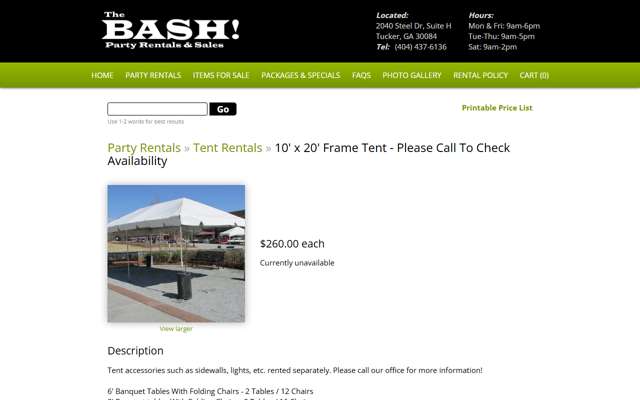 The
BASH!
Party Rentals & Sales
Located:
2040 Steel Dr, Suite H
Tucker, GA 30084
Tel: (404) 437-6136
Hours:
Mon & Fri: 9am-6pm
Tue-Thu: 9am-5pm
Sat: 9am-2pm
HOME PARTY RENTALS ITEMS FOR SALE PACKAGES & SPECIALS FAQS PHOTO GALLERY RENTAL POLICY CART (0)
Go
Use 1-2 words for best results
Printable Price List
Party Rentals » Tent Rentals » 10' x 20' Frame Tent - Please Call To Check
Availability
$260.00 each
Currently unavailable
View larger
Description
Tent accessories such as sidewalls, lights, etc. rented separately. Please call our office for more information!
6' Banquet Tables With Folding Chairs - 2 Tables / 12 Chairs